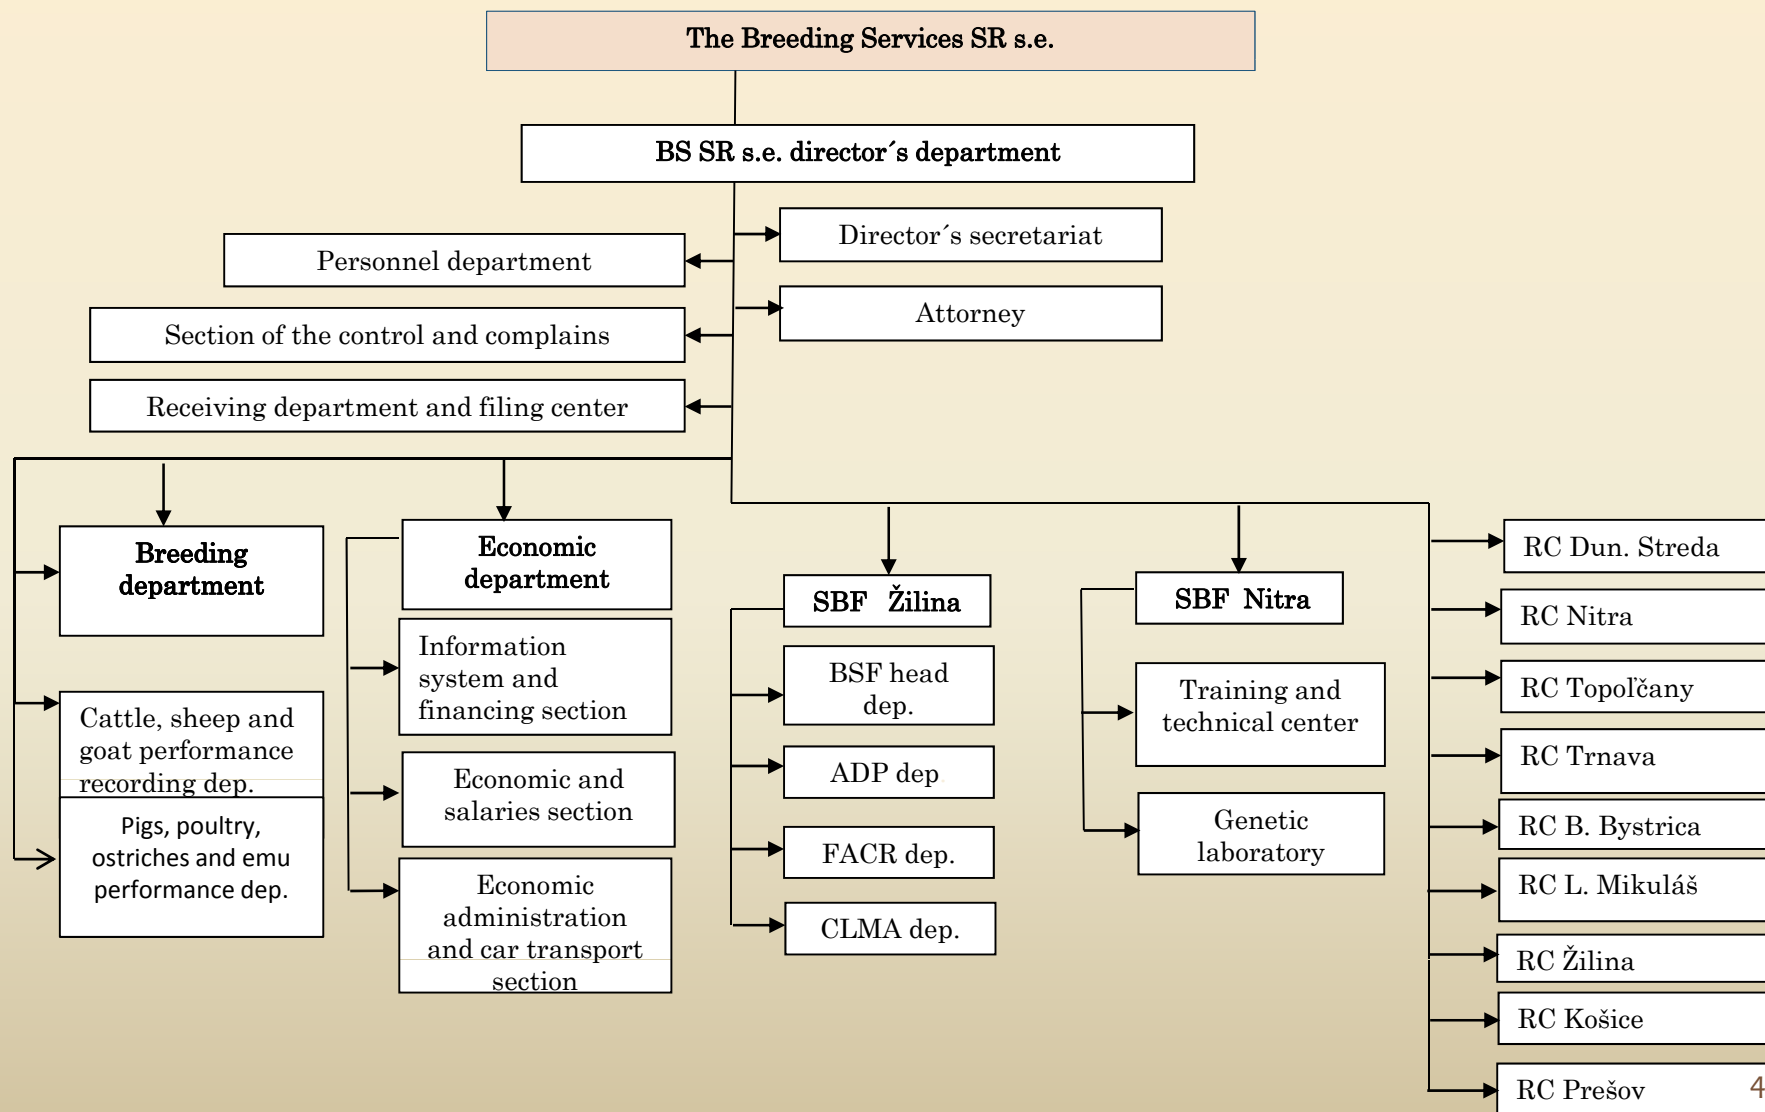 The Breeding Services SR s.e.
BS SR s.e. director´s department
Director´s secretariat
Personnel department
Attorney
Section of the control and complains
Receiving department and filing center
Breeding
department
Cattle, sheep and
goat performance
recording dep.
Pigs, poultry,
ostriches and emu
performance dep.
Economic
department
Information
system and
financing section
Economic and
salaries section
Economic
administration
and car transport
section
SBF Žilina
BSF head
dep.
ADP dep
FACR dep.
CLMA dep.
SBF Nitra
Training and
technical center
Genetic
laboratory
RC Dun. Streda
RC Nitra
RC Topoľčany
RC Trnava
RC B. Bystrica
RC L. Mikuláš
RC Žilina
RC Košice
RC Prešov
4